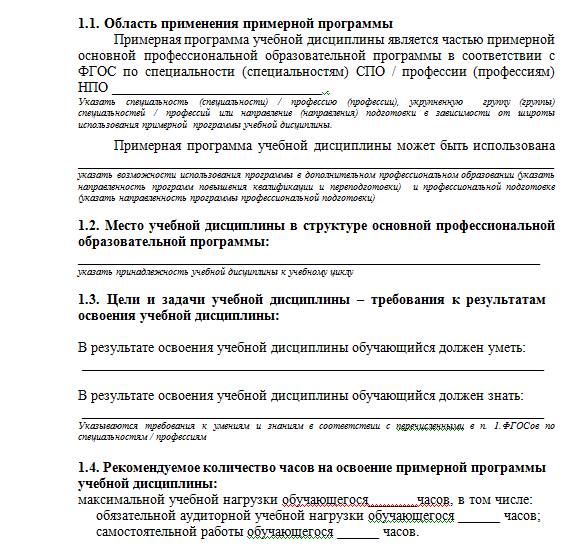 1.1. Область применения примерной программы
Примерная программа учебной дисциплины является частью примерной
основной профессиональной образовательной программы в соответствии с
ФГОС по специальности (специальностям) СПО / профессии (профессиям)
НПО ______________________________.
Указать специальность (специальности) / профессию (профессии), укрупненную группу (группы)
специальностей / профессий или направление (направления) подготовки в зависимости от широты
использования примерной программы учебной дисциплины.
Примерная программа учебной дисциплины может быть использована
____________________________________________________________________
указать возможности использования программы в дополнительном профессиональном образовании (указать
направленность программ повышения квалификации и переподготовки) и профессиональной подготовке
(указать направленность программы профессиональной подготовки)
1.2. Место учебной дисциплины в структуре основной профессиональной
образовательной программы:
__________________________________________________________________
указать принадлежность учебной дисциплины к учебному циклу
1.3. Цели и задачи учебной дисциплины – требования к результатам
освоения учебной дисциплины:
В результате освоения учебной дисциплины обучающийся должен уметь:
__________________________________________________________________
В результате освоения учебной дисциплины обучающийся должен знать:
__________________________________________________________________
Указываются требования к умениям и знаниям в соответствии с перечисленными в п. 1.ФГОСов по
специальностям / профессиям
1.4. Рекомендуемое количество часов на освоение примерной программы
учебной дисциплины:
максимальной учебной нагрузки обучающегося_______часов, в том числе:
обязательной аудиторной учебной нагрузки обучающегося ______ часов;
самостоятельной работы обучающегося ______ часов.